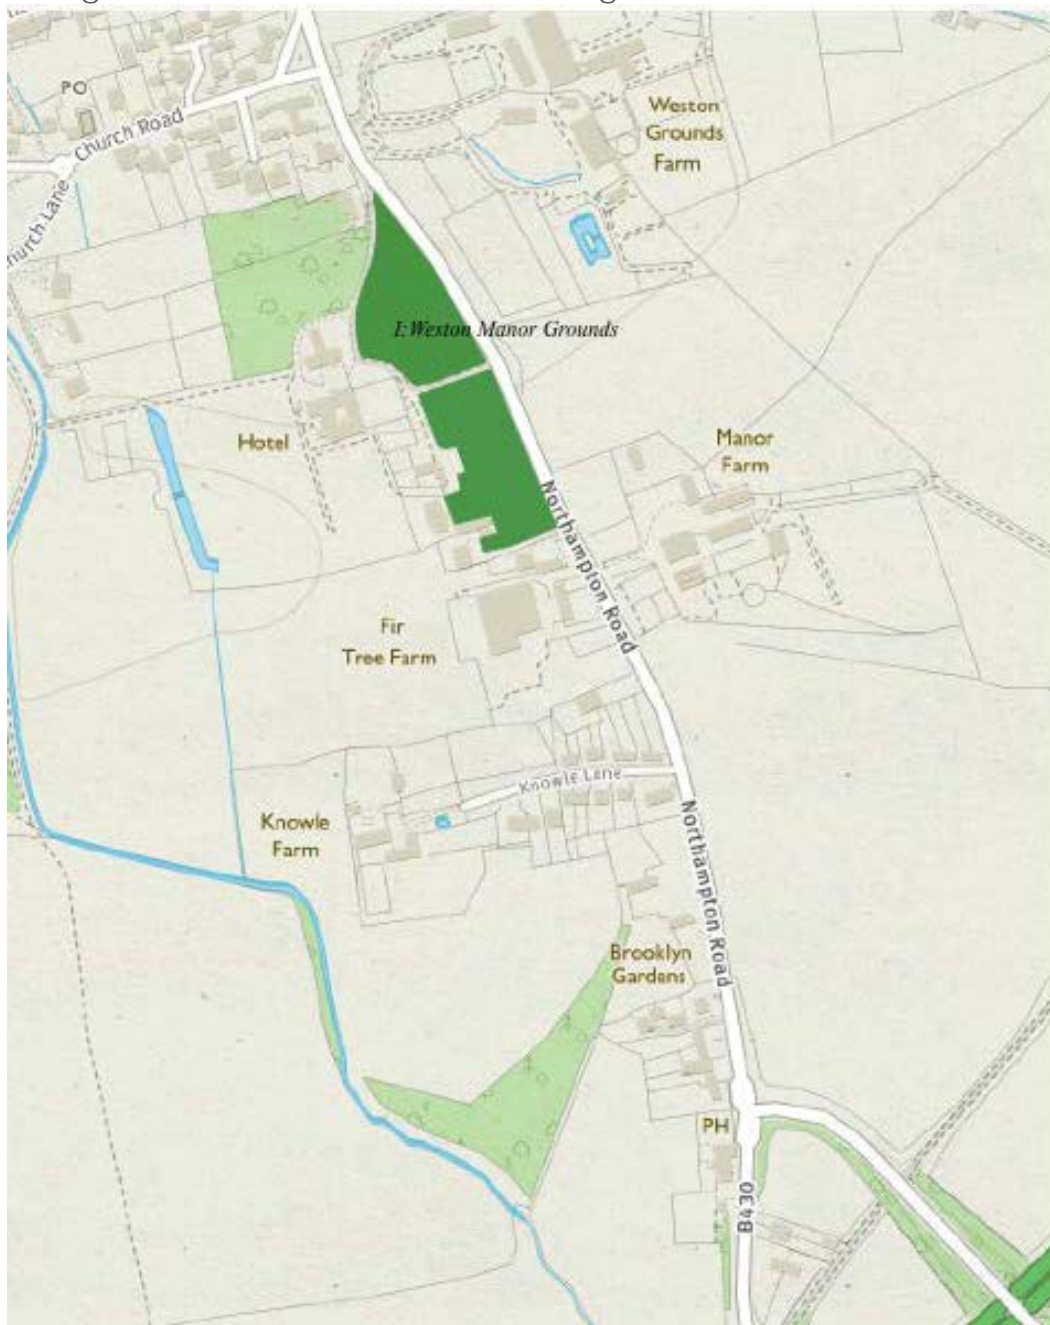 PO
Church Road
Weston
Grounds
Farm
hurch Lane
I:Weston Manor Grounds
Hotel
Manor
Farm
Northampton Road
Fir
Tree Farm
Knowle Lane
Knowle
Farm
Northampton Road
Brooklyn
Gardens
PH
B430